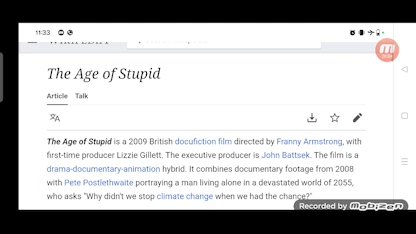 11:33
The Age of Stupid
Article Talk
The Age of Stupid is a 2009 British docufiction film directed by Franny Armstrong, with
first-time producer Lizzie Gillett. The executive producer is John Battsek. The film is a
drama-documentary-animation hybrid. It combines documentary footage from 2008
with Pete Postlethwaite portraying a man living alone in a devastated world of 2055,
who asks "Why didn't we stop climate change when we had the chance?"
Recorded by Mobizen